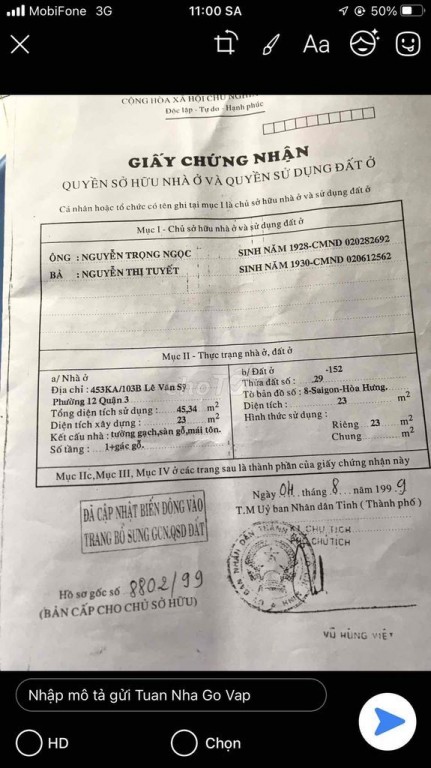 MobiFone 3G
11:00 SA
50%
Aa
CỘNG HÒA XÃ HỘI CHỦ
Độc lập - Tự do - Hạnh phúc
GIẤY CHỨNG NHẬN
QUYỀN SỞ HỮU NHÀ Ở VÀ QUYỀN SỬ DỤNG ĐẤT Ở
Cá nhân hoặc tổ chức có tên ghi tại mục I là chủ sở hữu nhà ở và sử dụng đất ở
Mục I - Chủ sở hữu nhà ở và sử dụng đất ở
ÔNG : NGUYỄN TRỌNG NGỌC SINH NĂM 1928-CMND 020282692
BÀ : NGUYỄN THỊ TUYẾT SINH NĂM 1930-CMND 020612562
Mục II - Thực trạng nhà ở, đất ở
a/ Nhà ở
Địa chỉ : 453KA/103B Lê Văn Sỹ
Phường 12 Quận 3
Tổng diện tích sử dụng : 45,34 m2
Diện tích xây dựng : 23 m2
Kết cấu nhà : tường gạch,sàn gỗ,mái tôn.
Số tầng : 1+gác gỗ.
b/ Đất ở -152
Thửa đất số : 29
Tờ bản đồ số : 8-Saigon-Hòa Hưng.
Diện tích : 23 m2
Hình thức sử dụng :
Riêng 23 m2
Chung m2
Mục IIc, Mục III, Mục IV ở các trang sau là thành phần của giấy chứng nhận này
Ngày 04 tháng 8 năm 1999
T.M Uỷ ban Nhân dân Tỉnh ( Thành phố )
CHỦ TỊCH
CHỦ TỊCH
ĐÃ CẬP NHẬT BIẾN ĐỘNG VÀO
TRANG BỔ SUNG GCN.QSD ĐẤT
Hồ sơ gốc số 8802/99
(BẢN CẤP CHO CHỦ SỞ HỮU)
VŨ HÙNG VIỆT
Nhập mô tả gửi Tuan Nha Go Vap
HD
Chọn